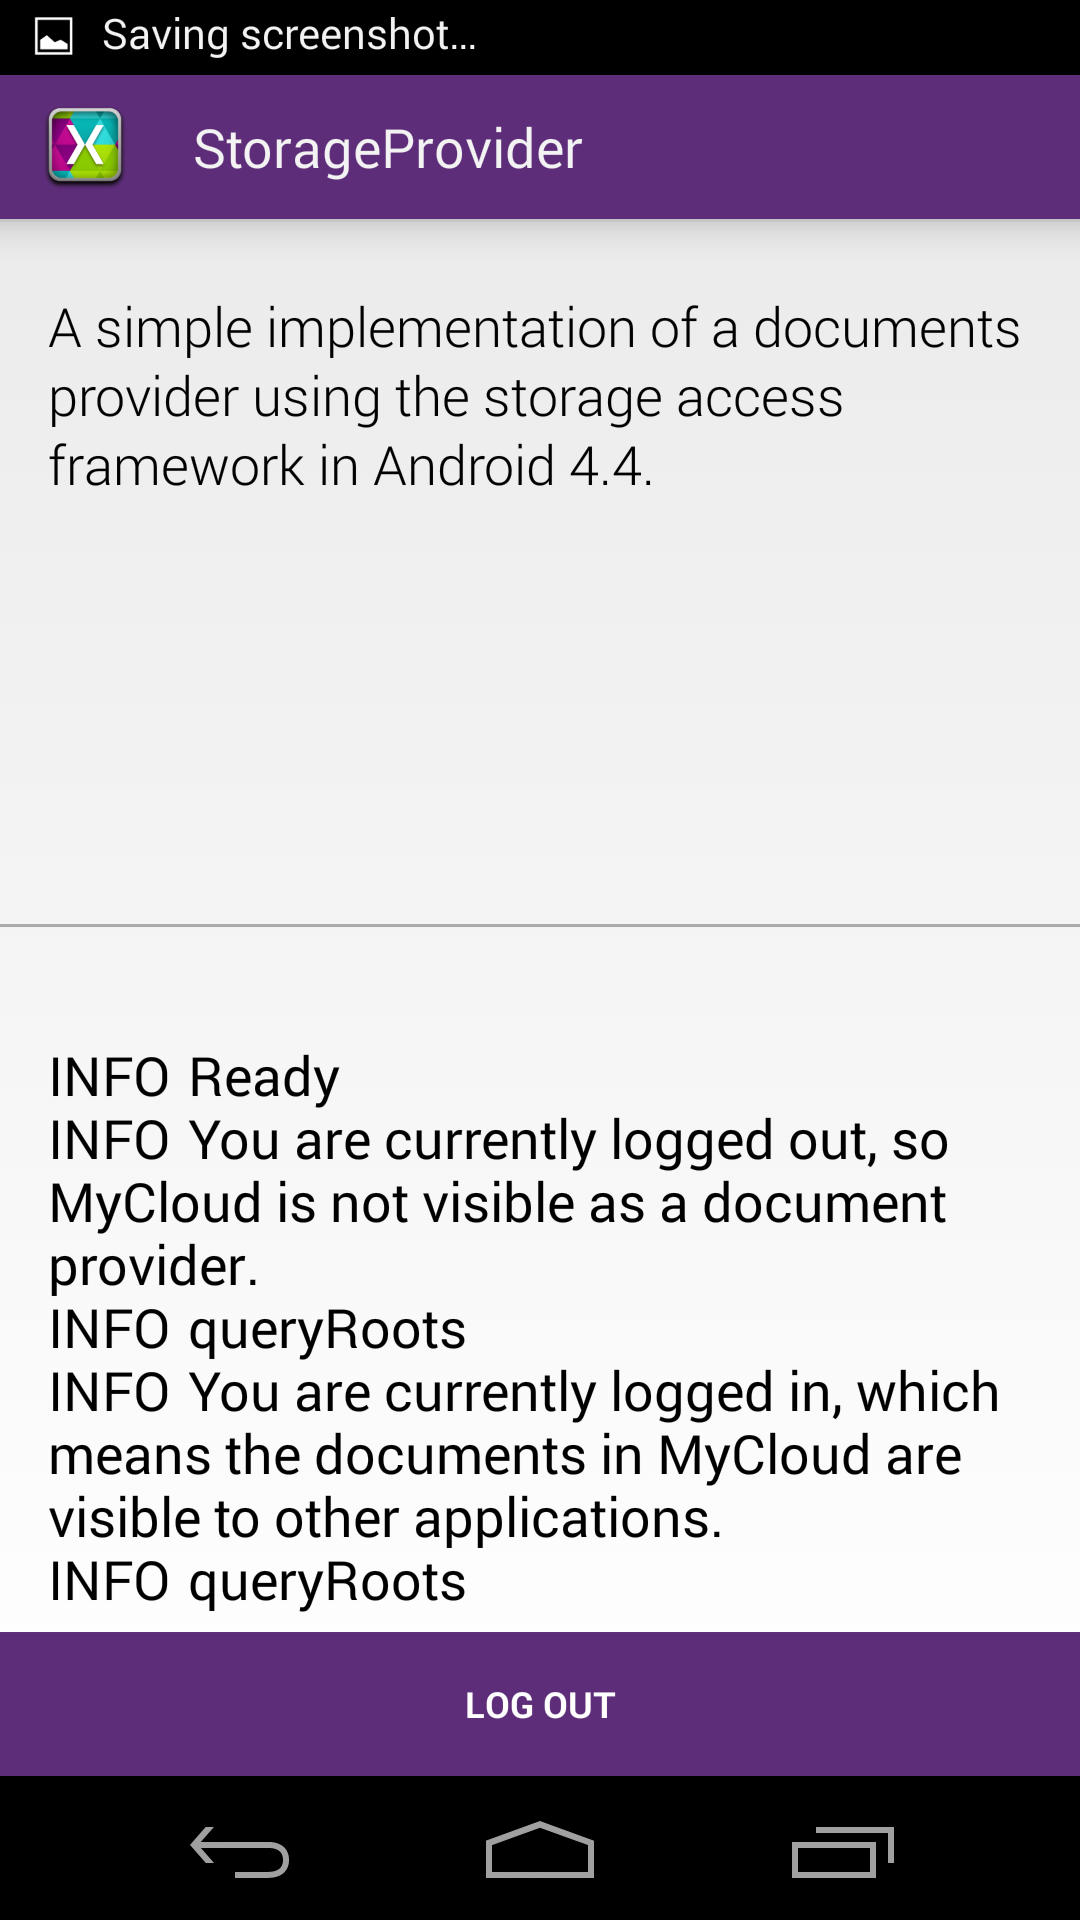 Saving screenshot...
X
StorageProvider
A simple implementation of a documents
provider using the storage access
framework in Android 4.4.
INFO Ready
INFO You are currently logged out, so
MyCloud is not visible as a document
provider.
INFO queryRoots
INFO You are currently logged in, which
means the documents in MyCloud are
visible to other applications.
INFO queryRoots
LOG OUT